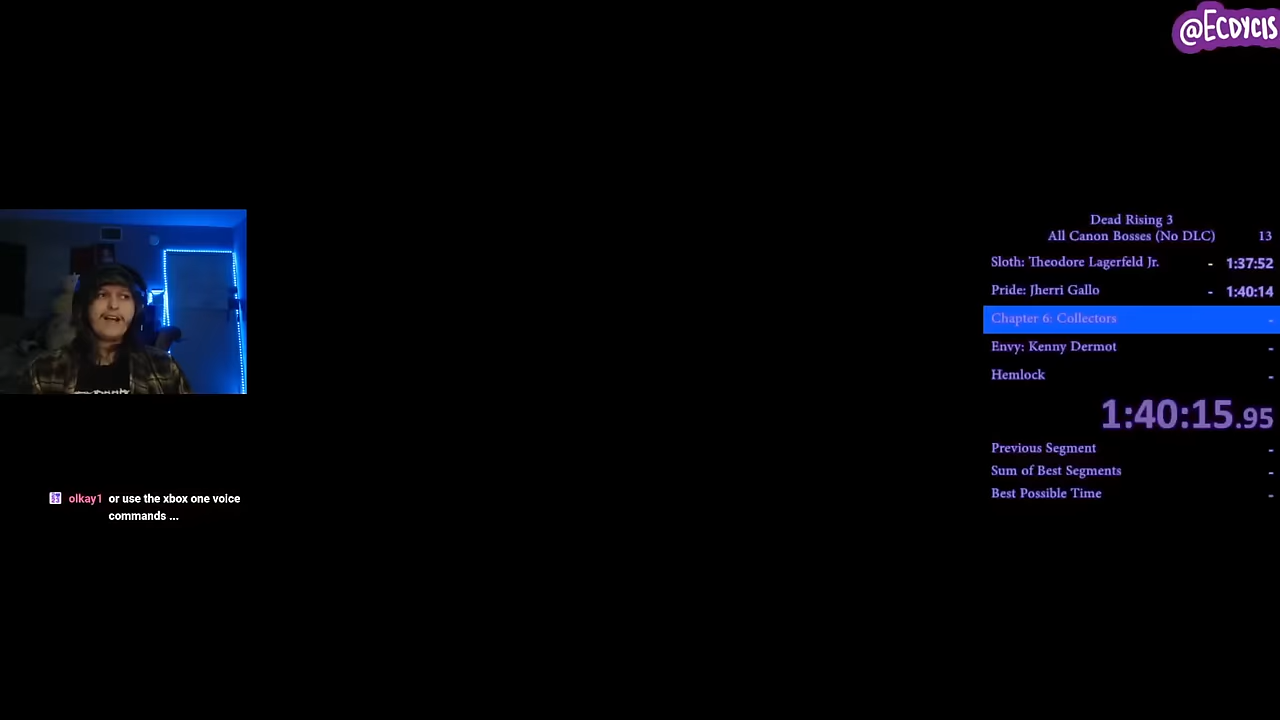 @ECDYCIS
Dead Rising 3
All Canon Bosses (No DLC) 13
Sloth: Theodore Lagerfeld Jr. - 1:37:52
Pride: Jherri Gallo - 1:40:14
Chapter 6: Collectors -
Envy: Kenny Dermot -
Hemlock -
1:40:15.95
Previous Segment -
Sum of Best Segments -
Best Possible Time -
olkay1 or use the xbox one voice
commands ...